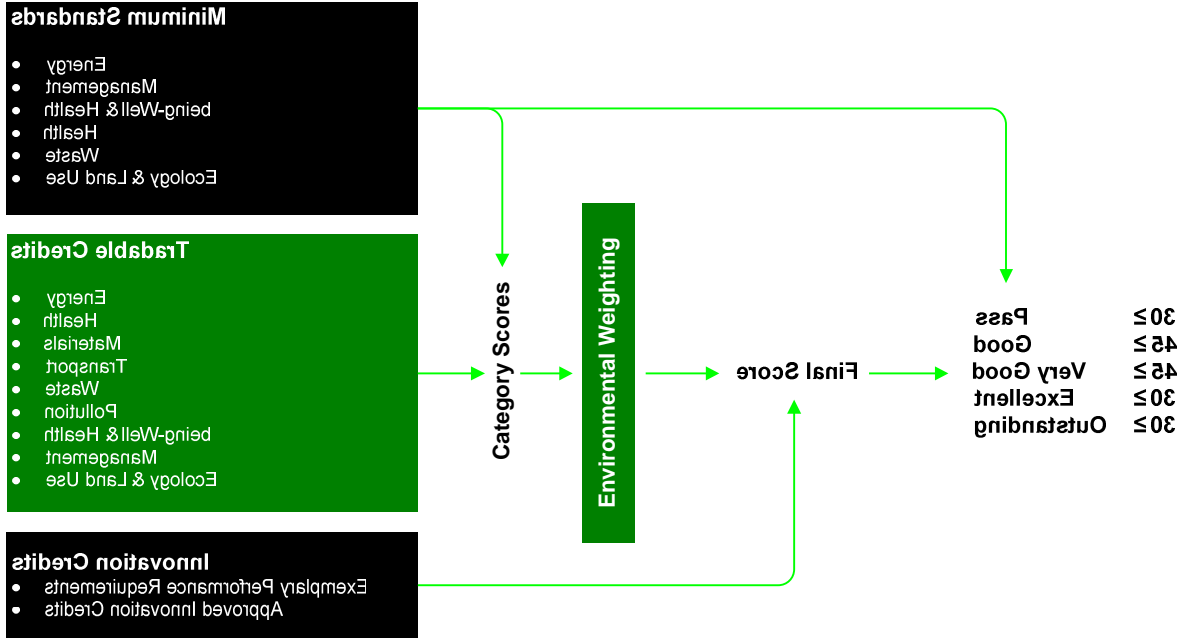 Minimum Standards
• Energy
• Management
• being-Well & Health
• Health
• Waste
• Ecology & Land Use
Tradable Credits
• Energy
• Health
• Materials
• Transport
• Waste
• Pollution
• being-Well & Health
• Management
• Ecology & Land Use
Innovation Credits
• Exemplary Performance Requirements
• Approved Innovation Credits
Category Scores
Environmental Weighting
Final Score
Pass 30≤
Good 45≤
Very Good 45≤
Excellent 30≤
Outstanding 30≤